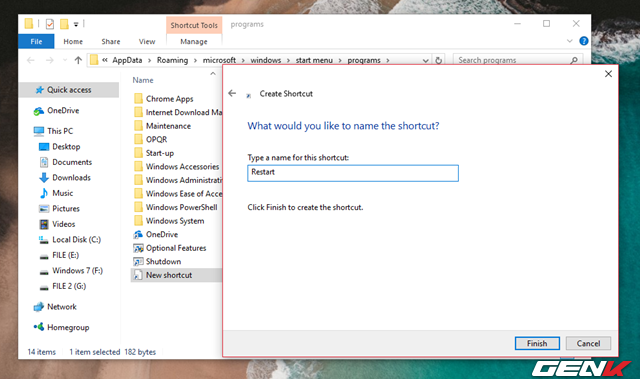 Shortcut Tools
programs
File
Home
Share
View
Manage
« AppData > Roaming > microsoft > windows > start menu > programs >
Search programs
Quick access
OneDrive
This PC
Desktop
Documents
Downloads
Music
Pictures
Videos
Local Disk (C:)
FILE (E:)
Windows 7 (F:)
FILE 2 (G:)
Network
Homegroup
Name
Chrome Apps
Internet Download Ma
Maintenance
OPQR
Start-up
Windows Accessories
Windows Administrati
Windows Ease of Acce
Windows PowerShell
Windows System
OneDrive
Optional Features
Shutdown
New shortcut
14 items
1 item selected
182 bytes
Create Shortcut
What would you like to name the shortcut?
Type a name for this shortcut:
Restart
Click Finish to create the shortcut.
Finish
Cancel
GENK